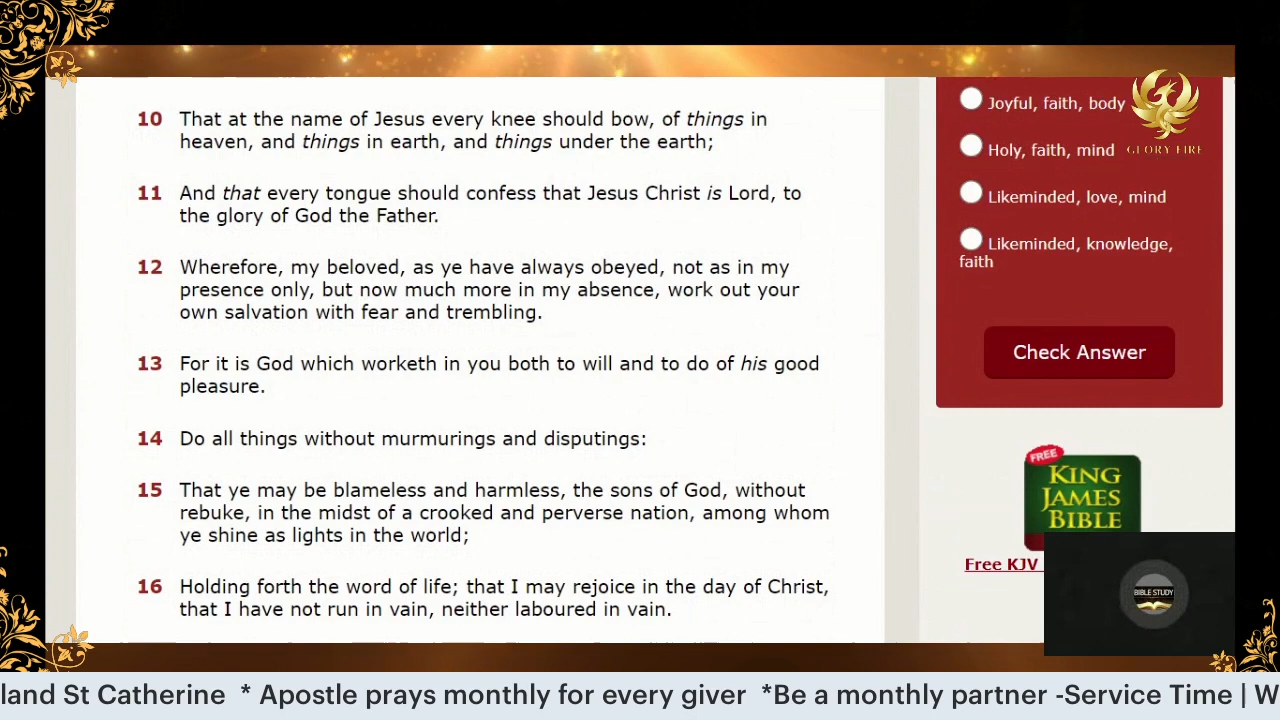 10 That at the name of Jesus every knee should bow, of things in
heaven, and things in earth, and things under the earth;
11 And that every tongue should confess that Jesus Christ is Lord, to
the glory of God the Father.
12 Wherefore, my beloved, as ye have always obeyed, not as in my
presence only, but now much more in my absence, work out your
own salvation with fear and trembling.
13 For it is God which worketh in you both to will and to do of his good
pleasure.
14 Do all things without murmurings and disputings:
15 That ye may be blameless and harmless, the sons of God, without
rebuke, in the midst of a crooked and perverse nation, among whom
ye shine as lights in the world;
16 Holding forth the word of life; that I may rejoice in the day of Christ,
that I have not run in vain, neither laboured in vain.
Joyful, faith, body
Holy, faith, mind
Likeminded, love, mind
Likeminded, knowledge,
faith
GLORY FIRE
Check Answer
FREE
KING
JAMES
BIBLE
Free KJV
BIBLE STUDY
land St Catherine * Apostle prays monthly for every giver *Be a monthly partner -Service Time | W